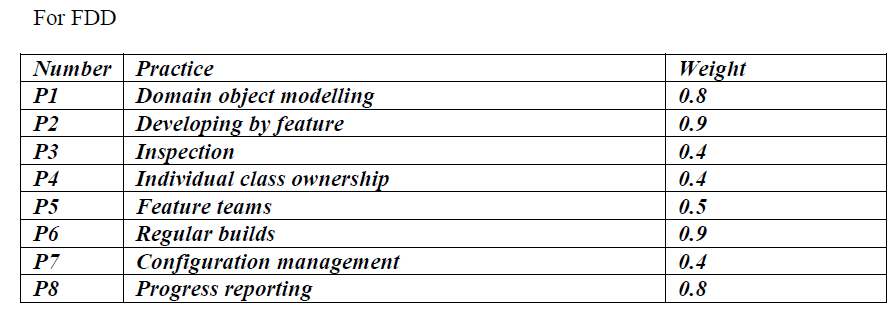 For FDD
Number Practice Weight
P1 Domain object modelling 0.8
P2 Developing by feature 0.9
P3 Inspection 0.4
P4 Individual class ownership 0.4
P5 Feature teams 0.5
P6 Regular builds 0.9
P7 Configuration management 0.4
P8 Progress reporting 0.8